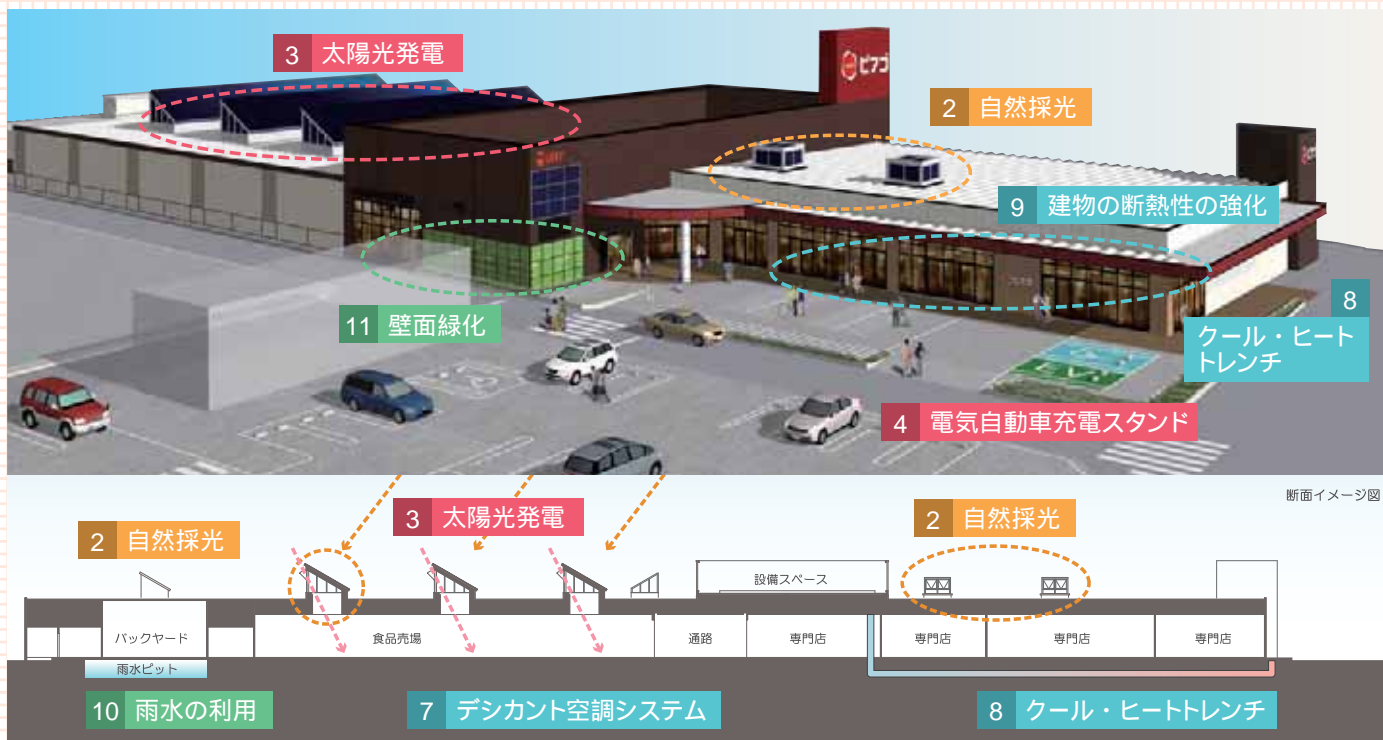 3 太陽光発電
ピアゴ
2 自然採光
9 建物の断熱性の強化
8
クール・ヒート
トレンチ
11 壁面緑化
EV
4 電気自動車充電スタンド
断面イメージ図
2 自然採光
3 太陽光発電
2 自然採光
設備スペース
バックヤード
食品売場
通路
専門店
専門店
専門店
専門店
雨水ピット
10 雨水の利用
7 デシカント空調システム
8 クール・ヒートトレンチ